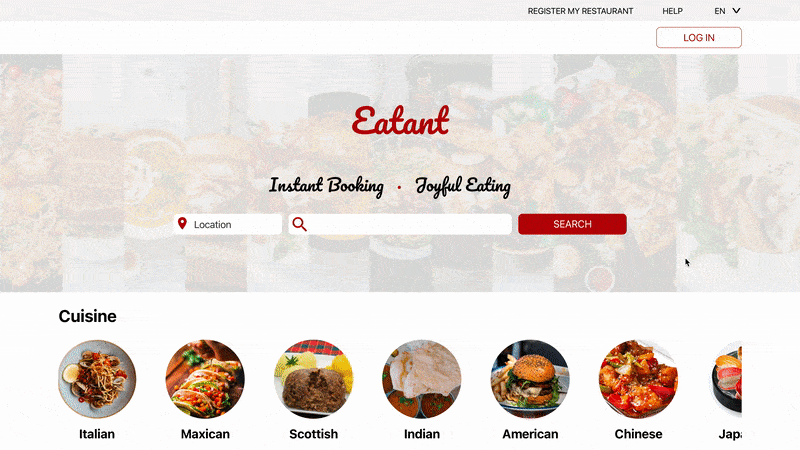 REGISTER MY RESTAURANT HELP EN
LOG IN
Eatant
Instant Booking • Joyful Eating
Location
SEARCH
Cuisine
Italian Maxican Scottish Indian American Chinese Japa